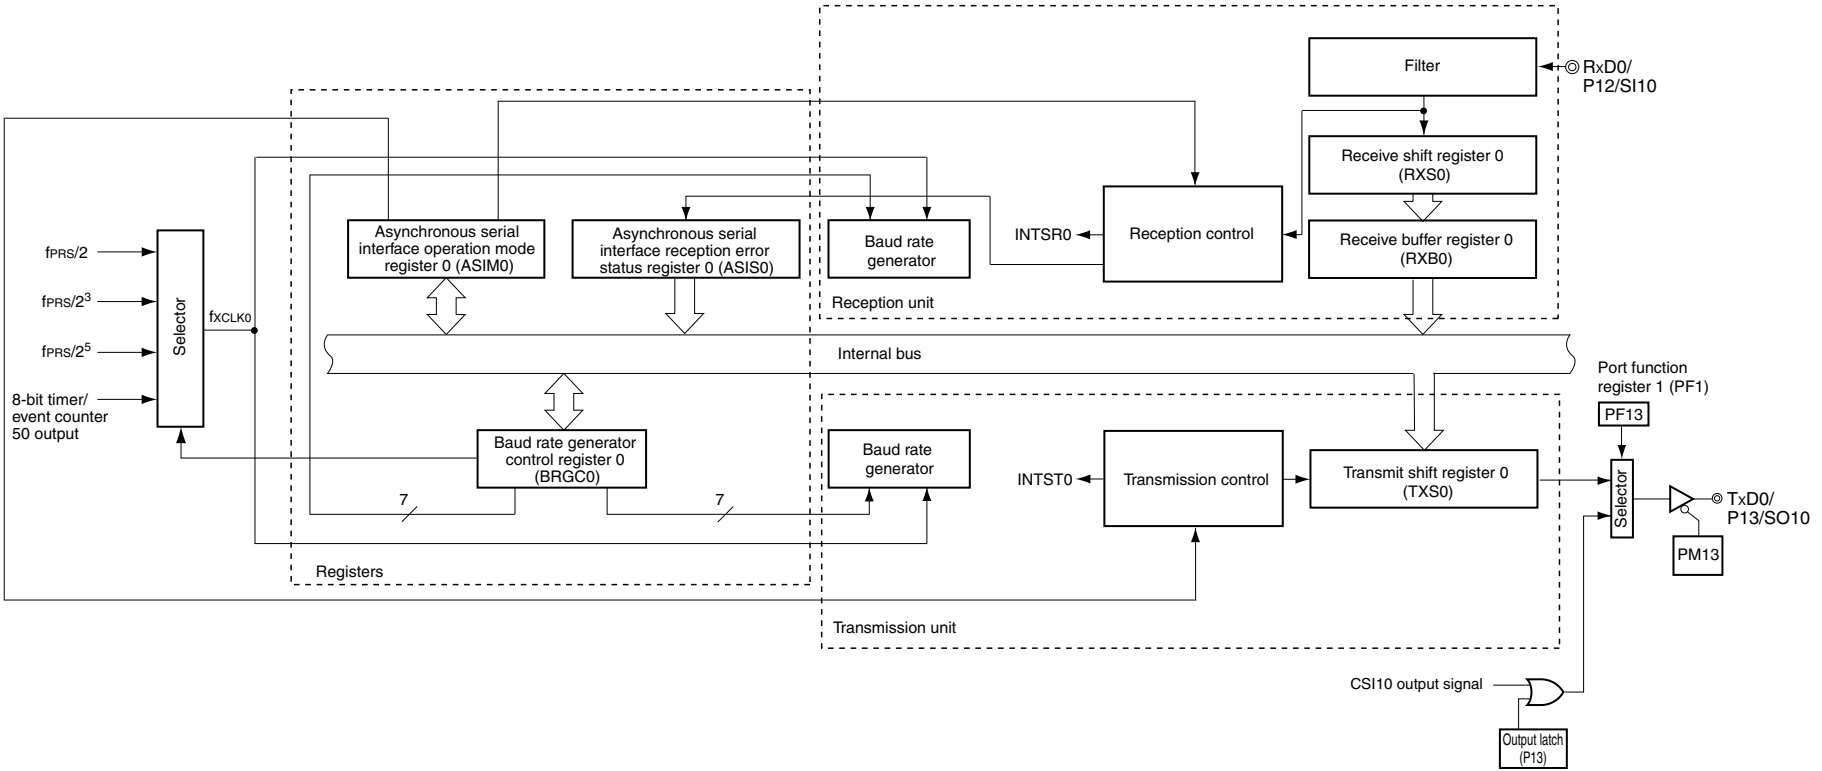 Filter
RxD0/
P12/SI10
Receive shift register 0
(RXS0)
Asynchronous serial
interface operation mode
register 0 (ASIM0)
Asynchronous serial
interface reception error
status register 0 (ASIS0)
Baud rate
generator
INTSR0
Reception control
Receive buffer register 0
(RXB0)
Reception unit
fPRS/2
fPRS/2³
fPRS/2⁵
8-bit timer/
event counter
50 output
Selector
fXCLK0
Internal bus
Port function
register 1 (PF1)
PF13
Baud rate generator
control register 0
(BRGC0)
7
7
Baud rate
generator
INTST0
Transmission control
Transmit shift register 0
(TXS0)
Selector
TxD0/
P13/SO10
PM13
Registers
Transmission unit
CSI10 output signal
Output latch
(P13)